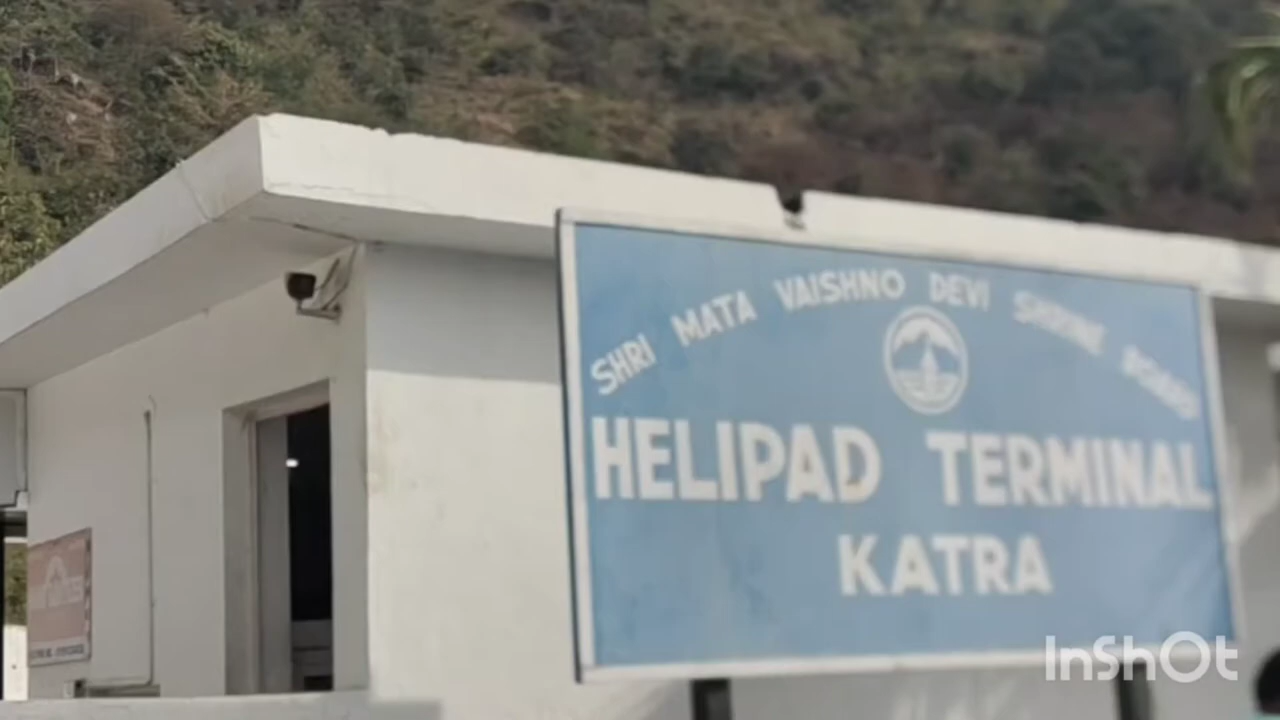 SHRI MATA VAISHNO DEVI SHRINE BOARD
HELIPAD TERMINAL
KATRA
InShOt